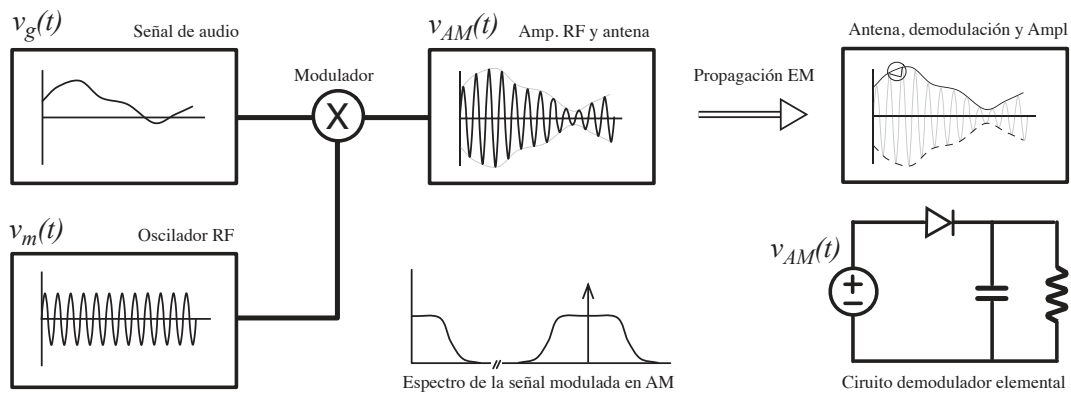 v_g(t)
Señal de audio
Modulador
X
v_AM(t)
Amp. RF y antena
Propagación EM
Antena, demodulación y Ampl
v_m(t)
Oscilador RF
Espectro de la señal modulada en AM
v_AM(t)
+
−
Ciruito demodulador elemental